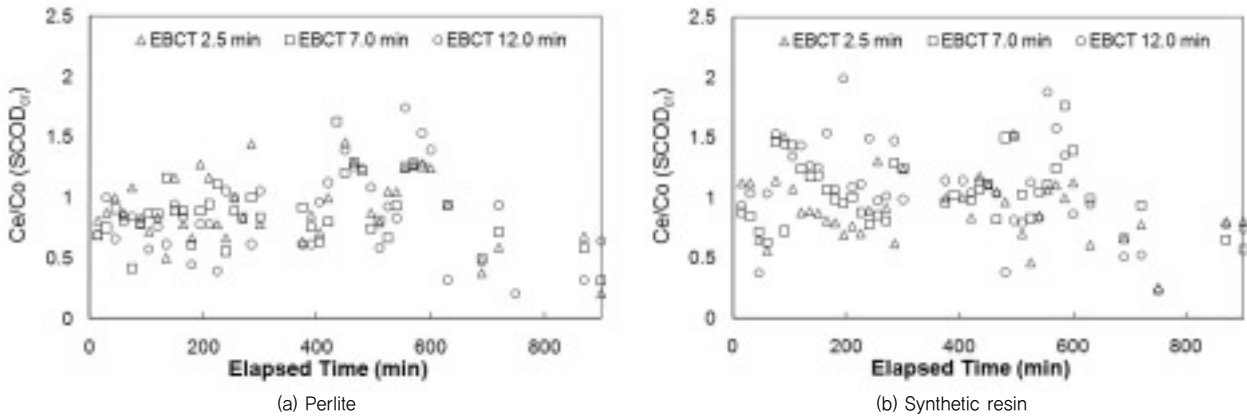 2.5
△ EBCT 2.5 min □ EBCT 7.0 min ○ EBCT 12.0 min
2
1.5
1
0.5
0
Ce/Co (SCODcr)
0 200 400 600 800
Elapsed Time (min)
(a) Perlite
2.5
△ EBCT 2.5 min □ EBCT 7.0 min ○ EBCT 12.0 min
2
1.5
1
0.5
0
Ce/Co (SCODcr)
0 200 400 600 800
Elapsed Time (min)
(b) Synthetic resin